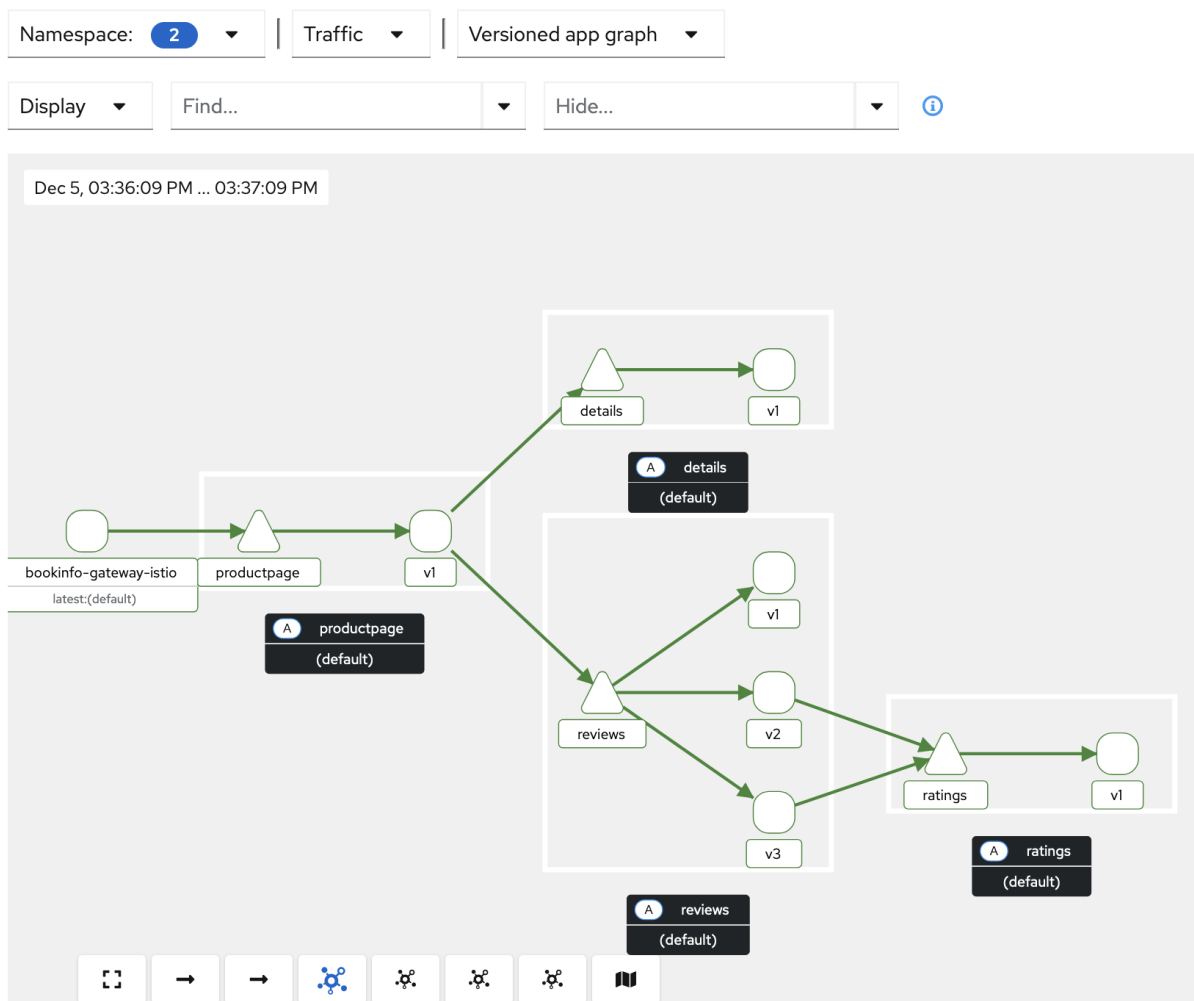 Namespace: 2
Traffic
Versioned app graph
Display
Find...
Hide...
Dec 5, 03:36:09 PM ... 03:37:09 PM
details
v1
A details
(default)
bookinfo-gateway-istio
latest:(default)
productpage
v1
A productpage
(default)
v1
reviews
v2
v3
A reviews
(default)
ratings
v1
A ratings
(default)